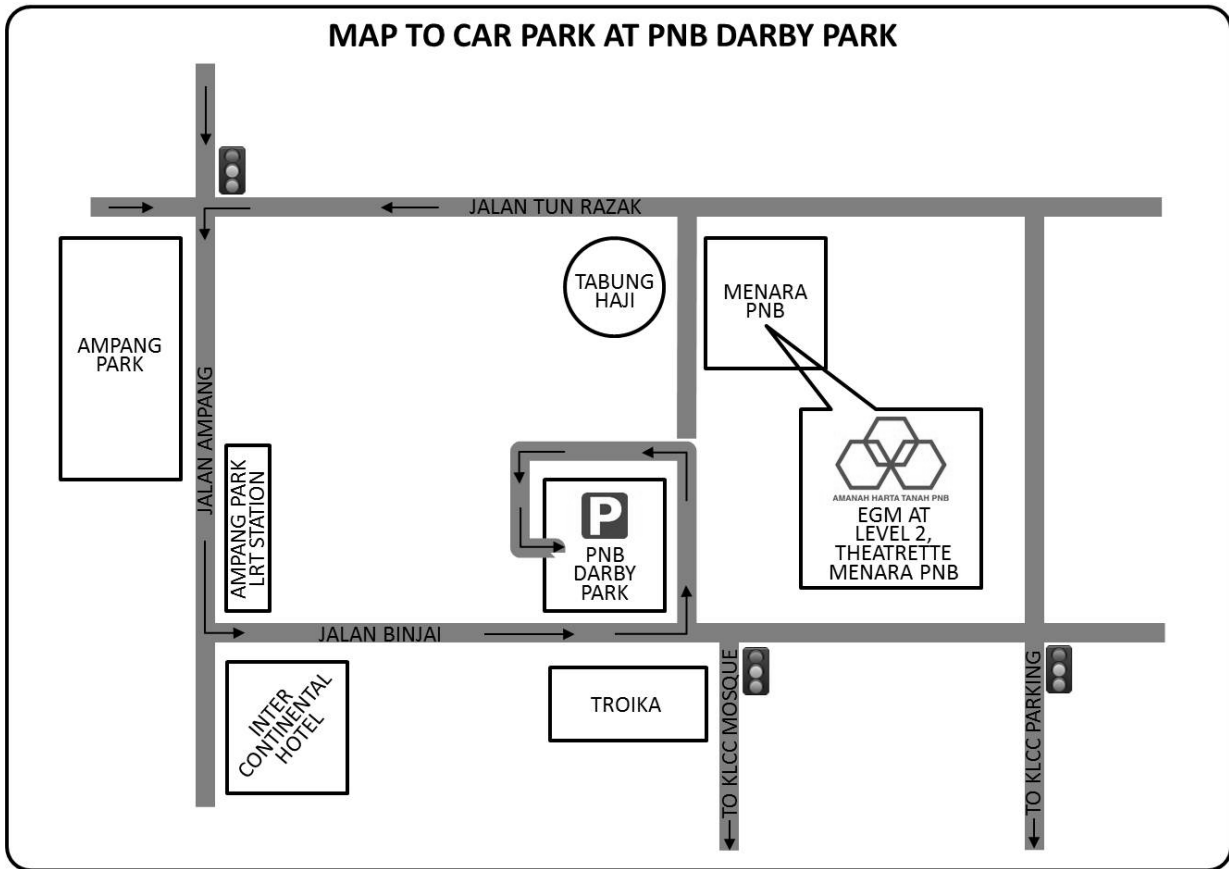 MAP TO CAR PARK AT PNB DARBY PARK
JALAN TUN RAZAK
TABUNG
HAJI
MENARA
PNB
AMPANG
PARK
JALAN AMPANG
AMPANG PARK
LRT STATION
AMANAH HARTA TANAH PNB
EGM AT
LEVEL 2,
THEATRETTE
MENARA PNB
P
PNB
DARBY
PARK
JALAN BINJAI
INTER
CONTINENTAL
HOTEL
TROIKA
TO KLCC MOSQUE
TO KLCC PARKING